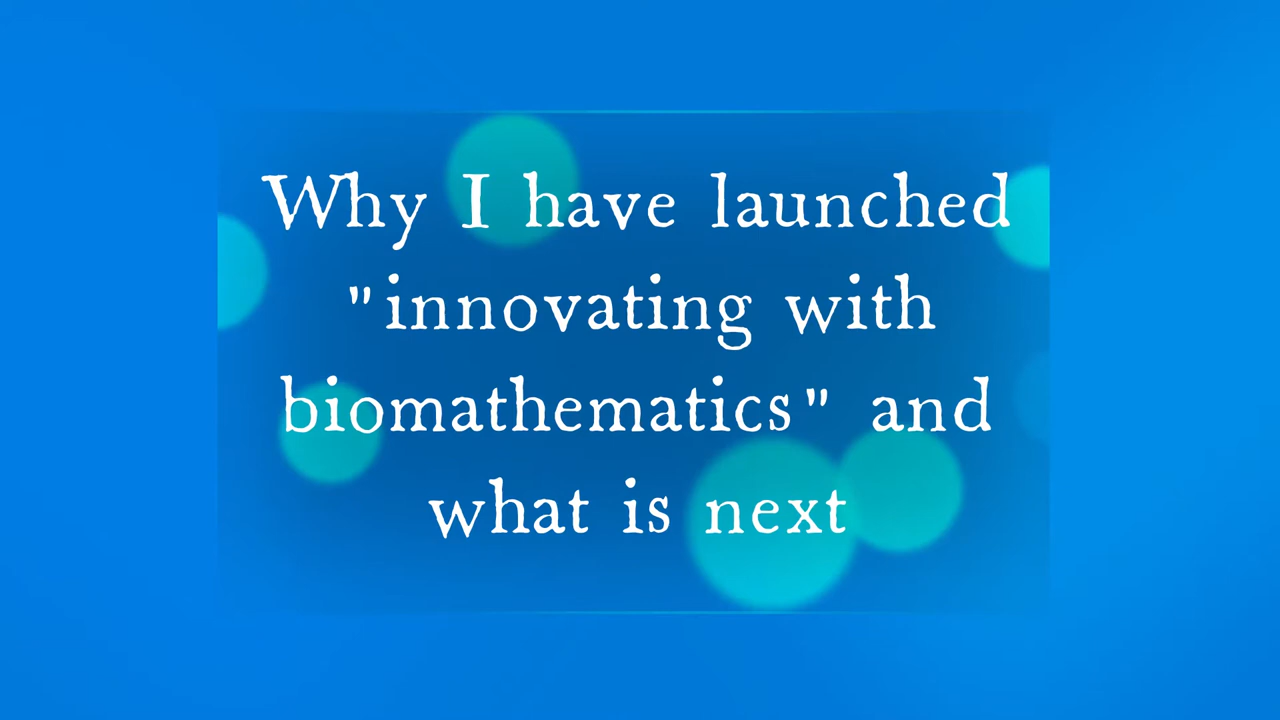 Why I have launched
"innovating with
biomathematics" and
what is next